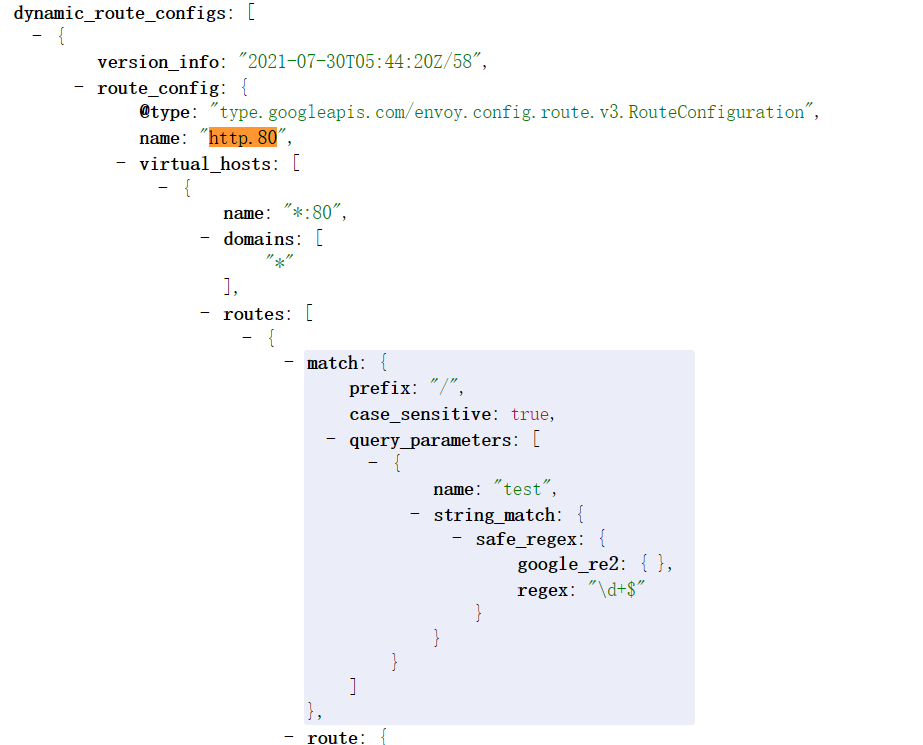 dynamic_route_configs: [
- {
version_info: "2021-07-30T05:44:20Z/58",
- route_config: {
@type: "type.googleapis.com/envoy.config.route.v3.RouteConfiguration",
name: "http.80",
- virtual_hosts: [
- {
name: "*:80",
- domains: [
"*"
],
- routes: [
- {
- match: {
prefix: "/",
case_sensitive: true,
- query_parameters: [
- {
name: "test",
- string_match: {
- safe_regex: {
google_re2: { },
regex: "\d+$"
}
}
}
]
},
- route: {